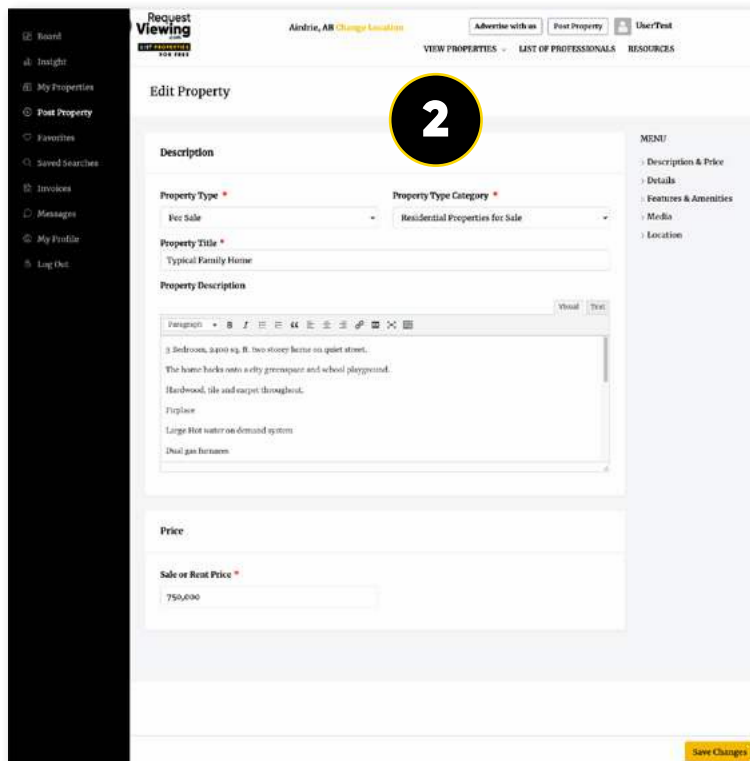 Request
Viewing
.com
LIST PROPERTIES
FOR FREE
Airdrie, AB Change Location
Advertise with us
Post Property
UserTest
VIEW PROPERTIES
LIST OF PROFESSIONALS
RESOURCES
Board
Insight
My Properties
Post Property
Favorites
Saved Searches
Invoices
Messages
My Profile
Log Out
Edit Property
2
Description
Property Type *
Property Type Category *
For Sale
Residential Properties for Sale
Property Title *
Typical Family Home
Property Description
Visual Text
Paragraph
3 Bedroom, 2400 sq. ft. two storey home on quiet street.
The home backs onto a city greenspace and school playground.
Hardwood, tile and carpet throughout.
Firplace
Large Hot water on demand system
Dual gas furnaces
Price
Sale or Rent Price *
750,000
MENU
Description & Price
Details
Features & Amenities
Media
Location
Save Changes